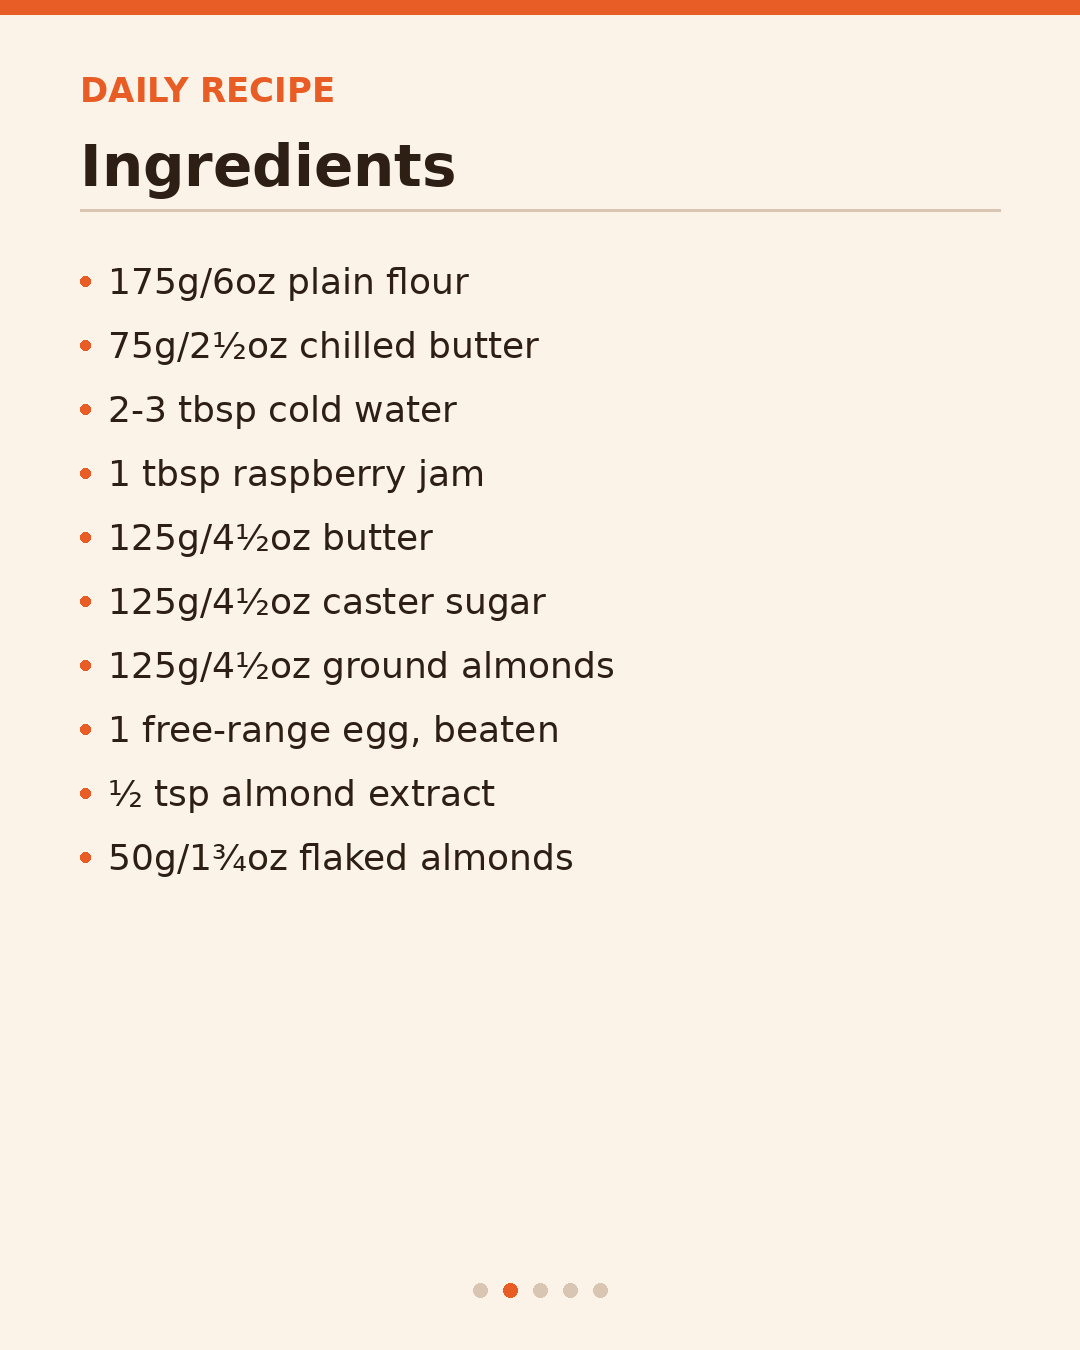 DAILY RECIPE
Ingredients
• 175g/6oz plain flour
• 75g/2½oz chilled butter
• 2-3 tbsp cold water
• 1 tbsp raspberry jam
• 125g/4½oz butter
• 125g/4½oz caster sugar
• 125g/4½oz ground almonds
• 1 free-range egg, beaten
• ½ tsp almond extract
• 50g/1¾oz flaked almonds